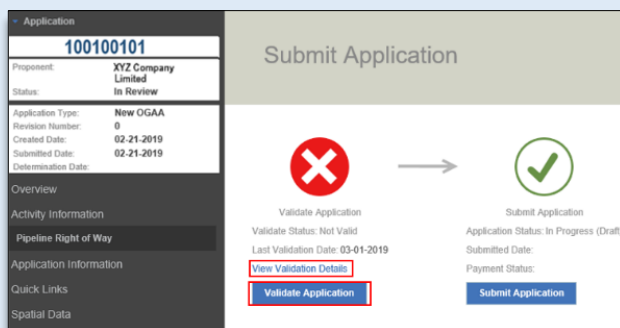 Application
100100101
Proponent: XYZ Company
Limited
Status: In Review
Application Type: New OGAA
Revision Number: 0
Created Date: 02-21-2019
Submitted Date: 02-21-2019
Determination Date:
Overview
Activity Information
Pipeline Right of Way
Application Information
Quick Links
Spatial Data
Submit Application
Validate Application
Validate Status: Not Valid
Last Validation Date: 03-01-2019
View Validation Details
Validate Application
Submit Application
Application Status: In Progress (Draft
Submitted Date:
Payment Status:
Submit Application